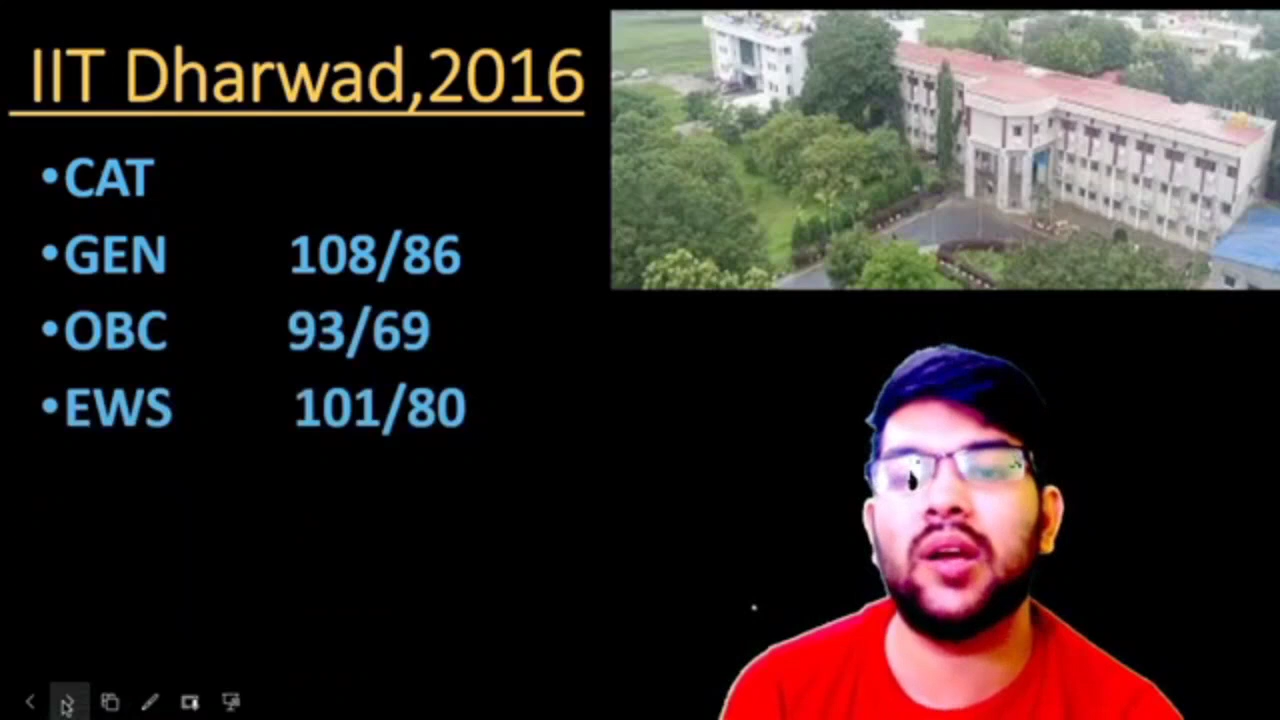 IIT Dharwad,2016
•CAT
•GEN 108/86
•OBC 93/69
•EWS 101/80